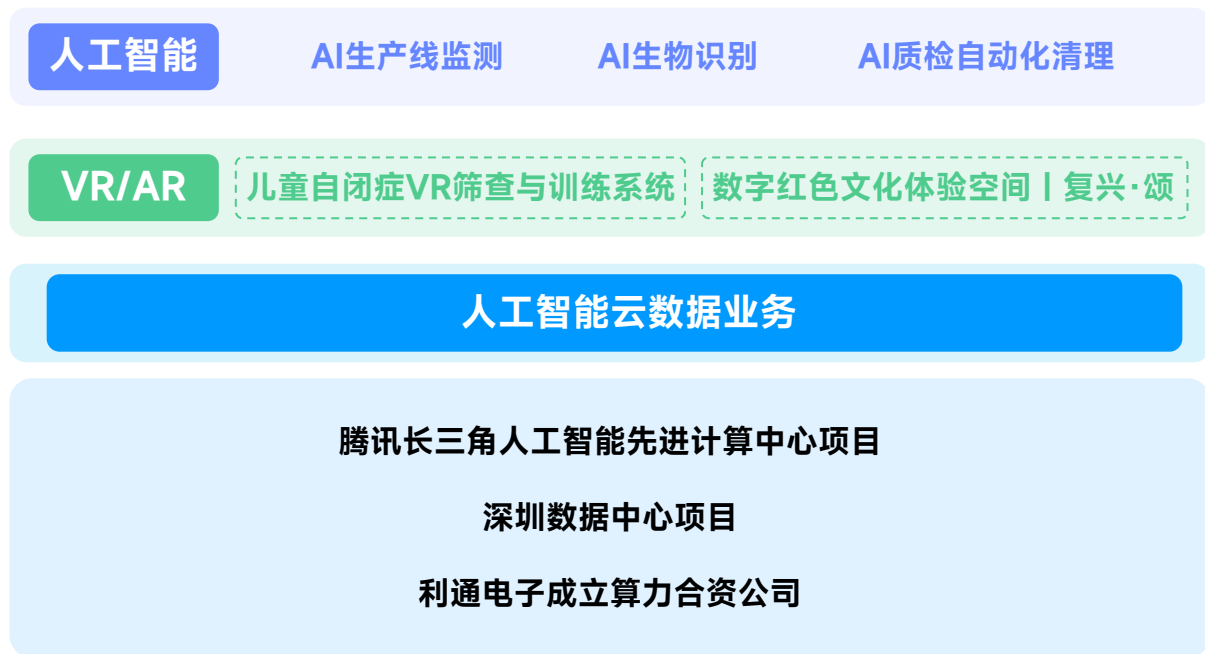 人工智能 AI生产线监测 AI生物识别 AI质检自动化清理
VR/AR 儿童自闭症VR筛查与训练系统 数字红色文化体验空间丨复兴·颂
人工智能云数据业务
腾讯长三角人工智能先进计算中心项目
深圳数据中心项目
利通电子成立算力合资公司